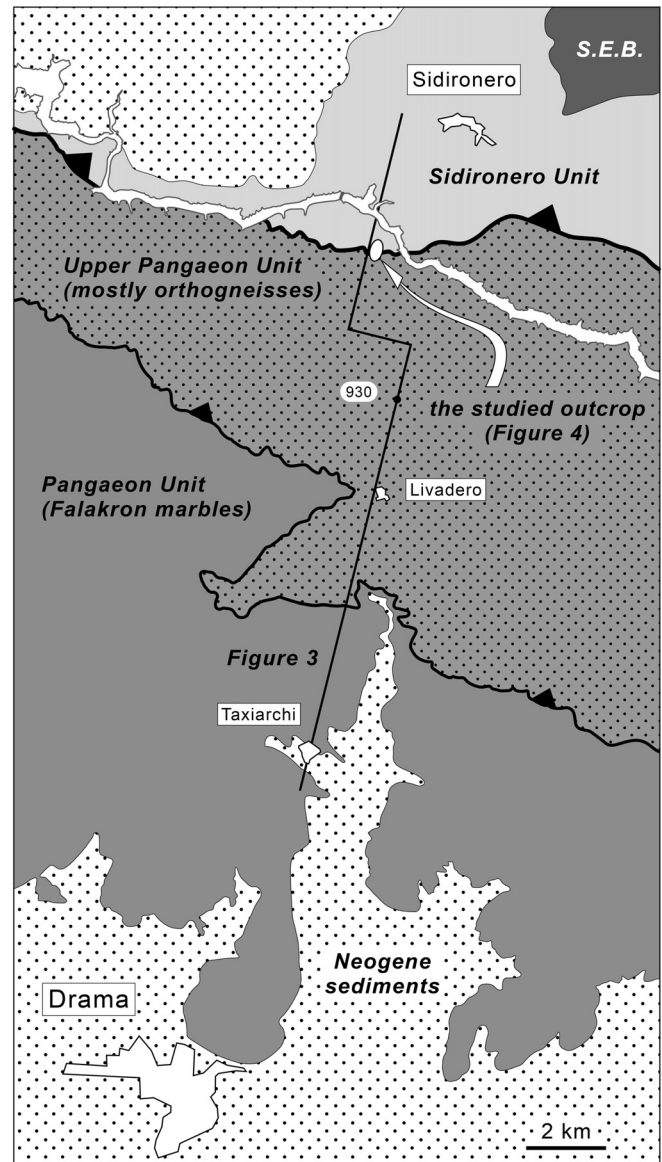 S.E.B.
Sidironero
Sidironero Unit
Upper Pangaeon Unit
(mostly orthogneisses)
930
the studied outcrop
(Figure 4)
Pangaeon Unit
(Falakron marbles)
Livadero
Figure 3
Taxiarchi
Neogene
sediments
Drama
2 km